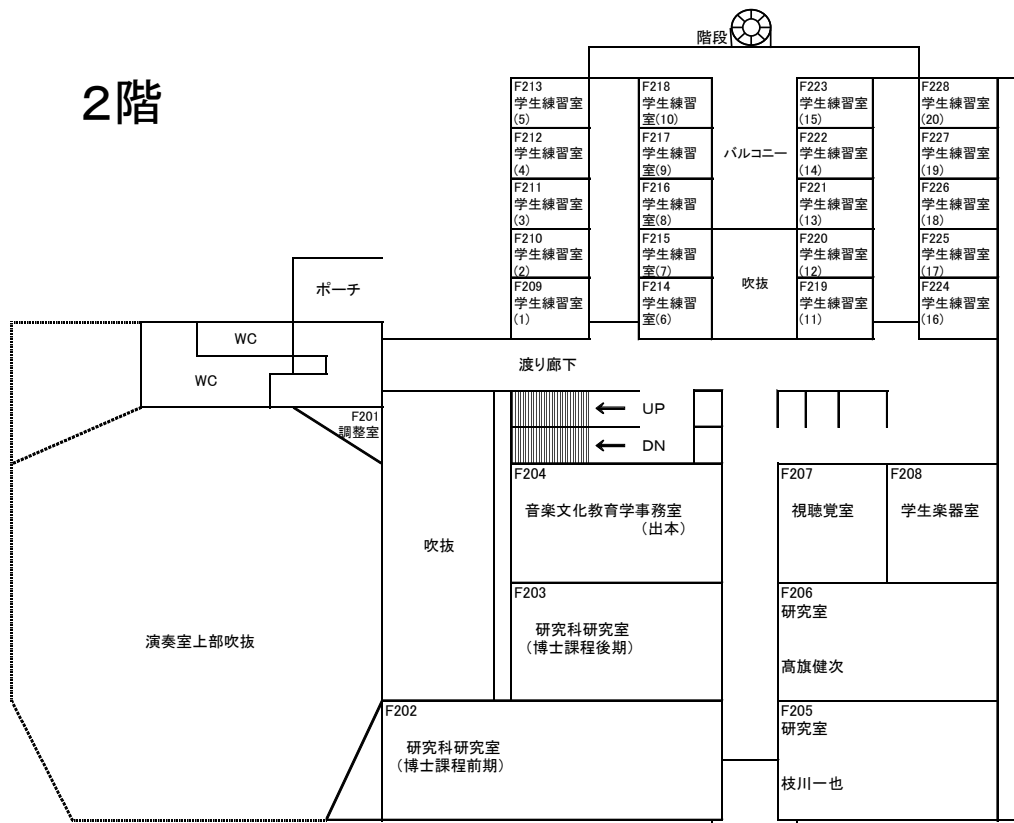 2階
階段
F213
学生練習室
(5)
F218
学生練習
室(10)
F223
学生練習室
(15)
F228
学生練習室
(20)
F212
学生練習室
(4)
F217
学生練習
室(9)
バルコニー
F222
学生練習室
(14)
F227
学生練習室
(19)
F211
学生練習室
(3)
F216
学生練習
室(8)
F221
学生練習室
(13)
F226
学生練習室
(18)
F210
学生練習室
(2)
F215
学生練習
室(7)
吹抜
F220
学生練習室
(12)
F225
学生練習室
(17)
F209
学生練習室
(1)
F214
学生練習
室(6)
F219
学生練習室
(11)
F224
学生練習室
(16)
ポーチ
WC
WC
渡り廊下
F201
調整室
← UP
← DN
F204
音楽文化教育学事務室
(出本)
F207
視聴覚室
F208
学生楽器室
吹抜
F203
研究科研究室
(博士課程後期)
F206
研究室
髙旗健次
演奏室上部吹抜
F202
研究科研究室
(博士課程前期)
F205
研究室
枝川一也